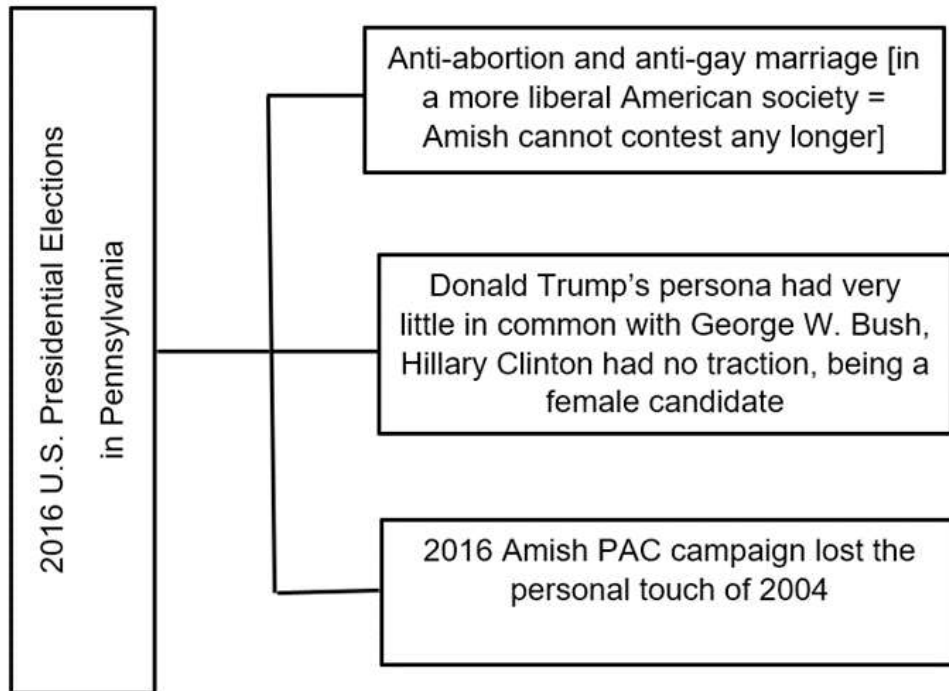 2016 U.S. Presidential Elections
in Pennsylvania
Anti-abortion and anti-gay marriage [in
a more liberal American society =
Amish cannot contest any longer]
Donald Trump’s persona had very
little in common with George W. Bush,
Hillary Clinton had no traction, being a
female candidate
2016 Amish PAC campaign lost the
personal touch of 2004